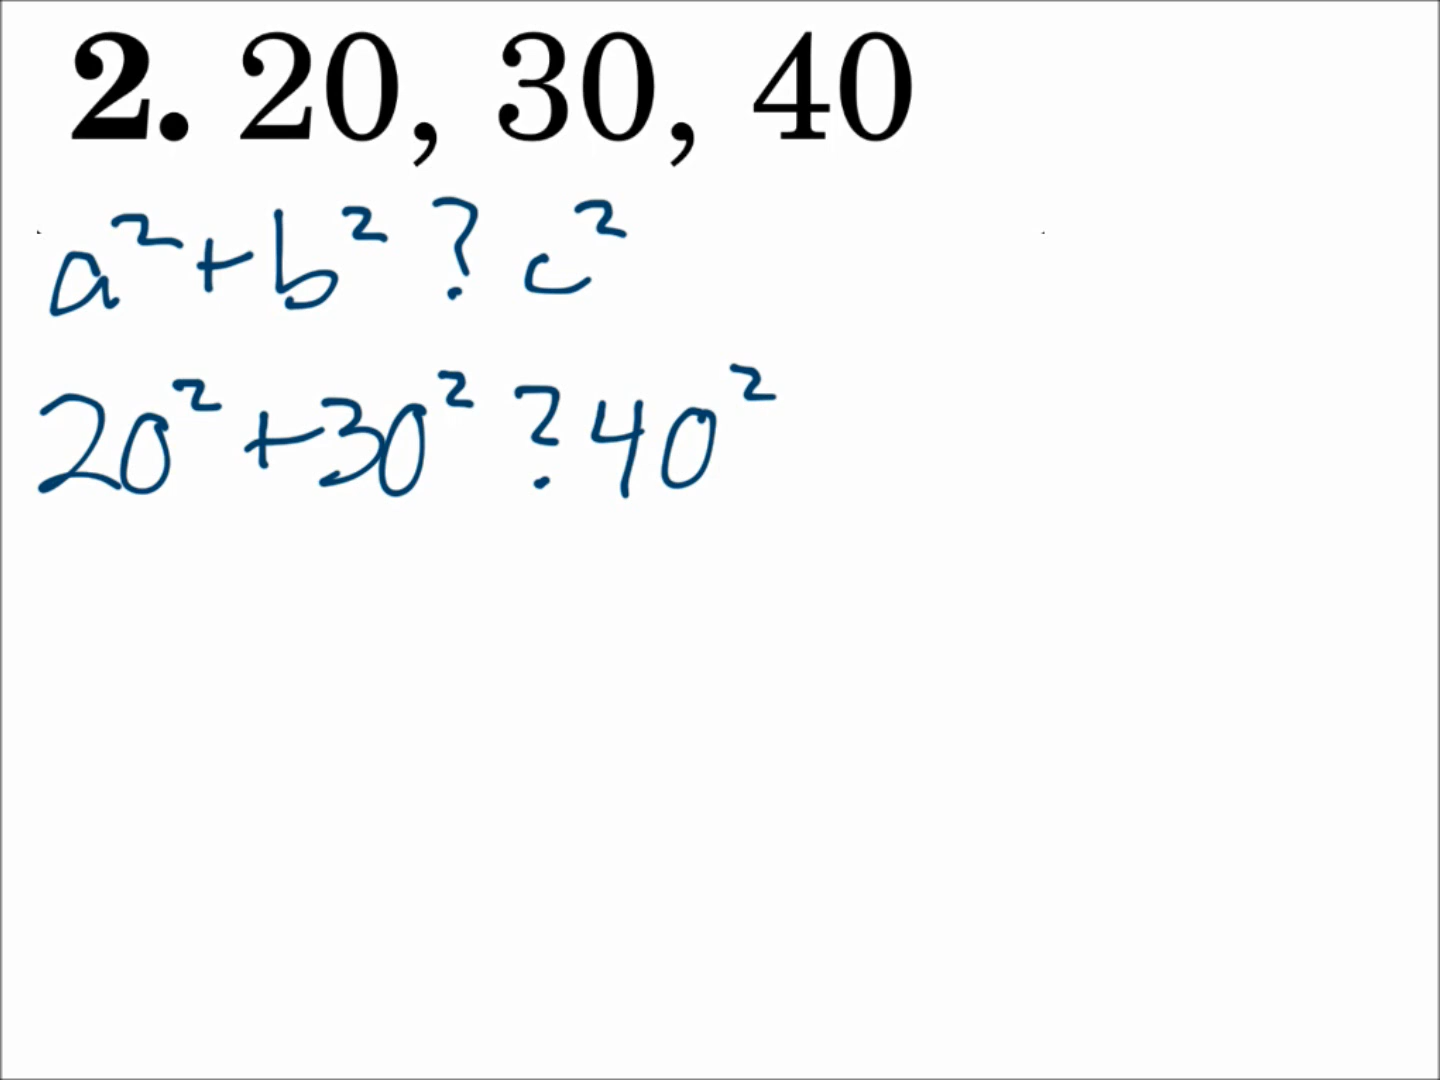 2. 20, 30, 40
a² + b² ? c²
20² + 30² ? 40²